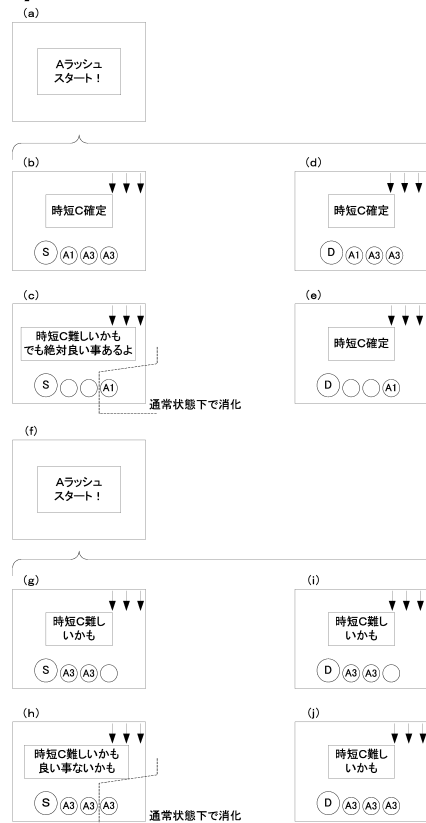 (a)
Aラッシュ
スタート！
(b)
時短C確定
S A1 A3 A3
(d)
時短C確定
D A1 A3 A3
(c)
時短C難しいかも
でも絶対良い事あるよ
S A1
通常状態下で消化
(e)
時短C確定
D A1
(f)
Aラッシュ
スタート！
(g)
時短C難し
いかも
S A3 A3
(i)
時短C難し
いかも
D A3 A3
(h)
時短C難しいかも
良い事ないかも
S A3 A3 A3
通常状態下で消化
(j)
時短C難し
いかも
D A3 A3 A3